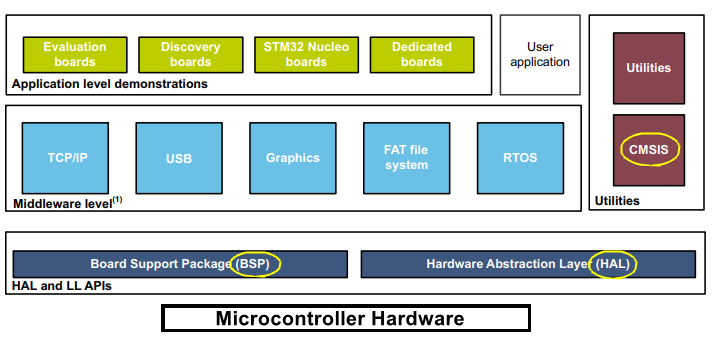 Evaluation
boards
Discovery
boards
STM32 Nucleo
boards
Dedicated
boards
Application level demonstrations
User
application
Utilities
CMSIS
Utilities
TCP/IP
USB
Graphics
FAT file
system
RTOS
Middleware level(1)
Board Support Package (BSP)
Hardware Abstraction Layer (HAL)
HAL and LL APIs
Microcontroller Hardware